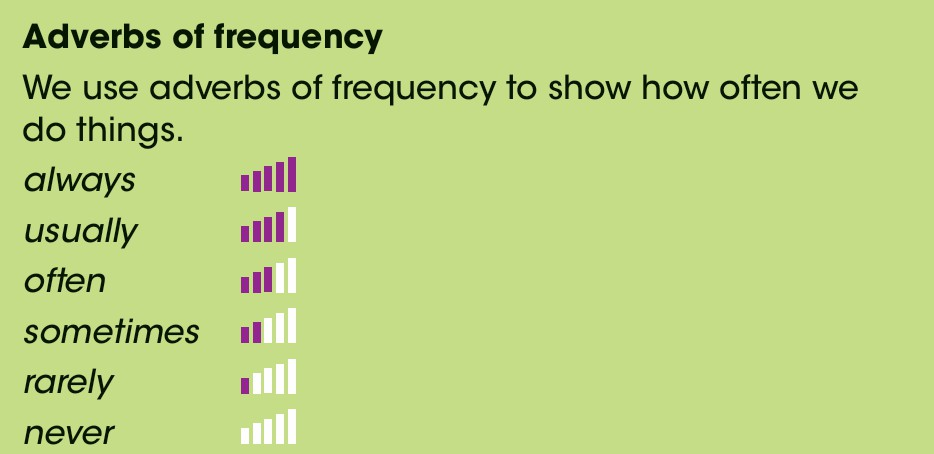 Adverbs of frequency
We use adverbs of frequency to show how often we
do things.
always
usually
often
sometimes
rarely
never